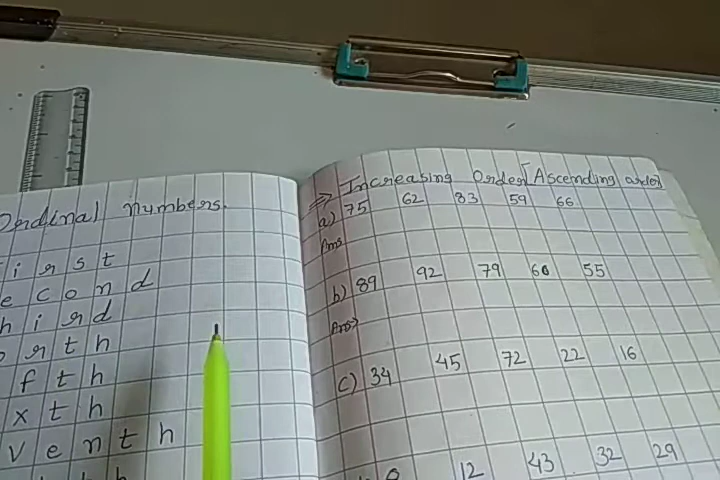 Ordinal numbers.
irst
econd
hird
orth
fth
xth
venth
=> Increasing Order [Ascending order
a) 75 62 83 59 66
Ans
b) 89 92 79 60 55
Ans>
c) 34 45 72 22 16
12 43 32 29